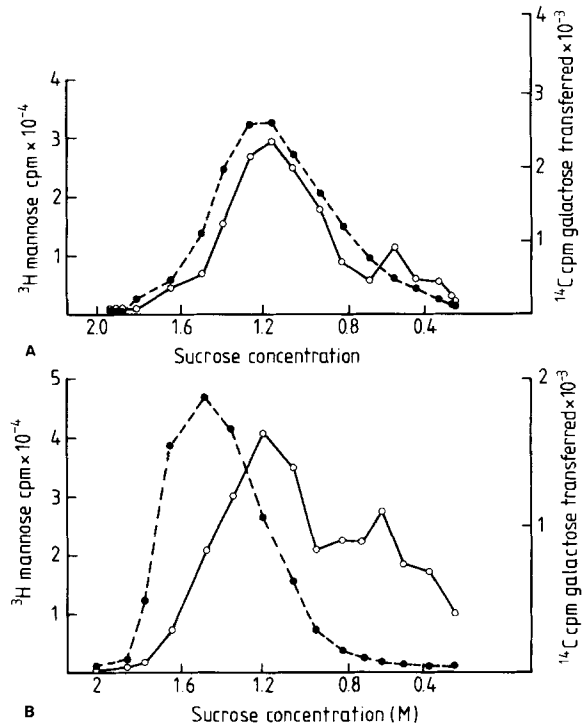 ³H mannose cpm × 10⁻⁴
4
3
2
1
2.0 1.6 1.2 0.8 0.4
4
3
2
1
¹⁴C cpm galactose transferred × 10⁻³
A
Sucrose concentration
³H mannose cpm × 10⁻⁴
5
4
3
2
1
2 1.6 1.2 0.8 0.4
2
1
0
¹⁴C cpm galactose transferred × 10⁻³
B
Sucrose concentration (M)